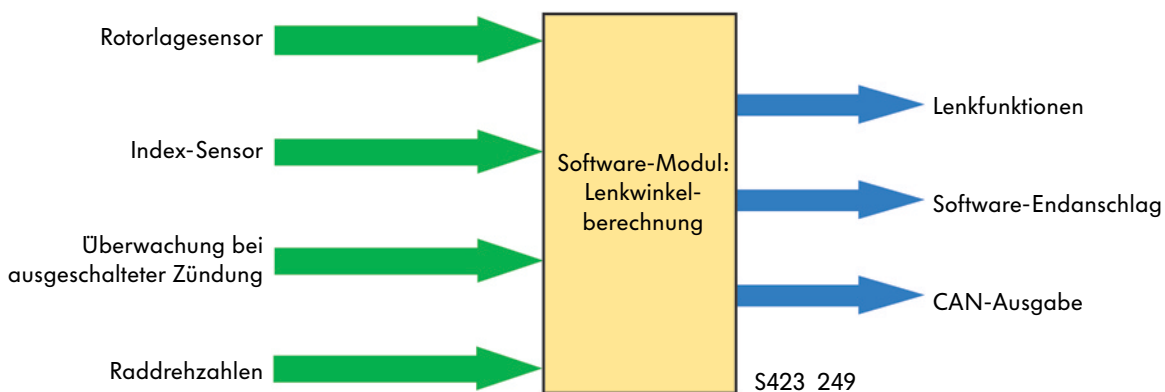 Rotorlagesensor
Index-Sensor
Überwachung bei
ausgeschalteter Zündung
Raddrehzahlen
Software-Modul:
Lenkwinkel-
berechnung
Lenkfunktionen
Software-Endanschlag
CAN-Ausgabe
S423_249